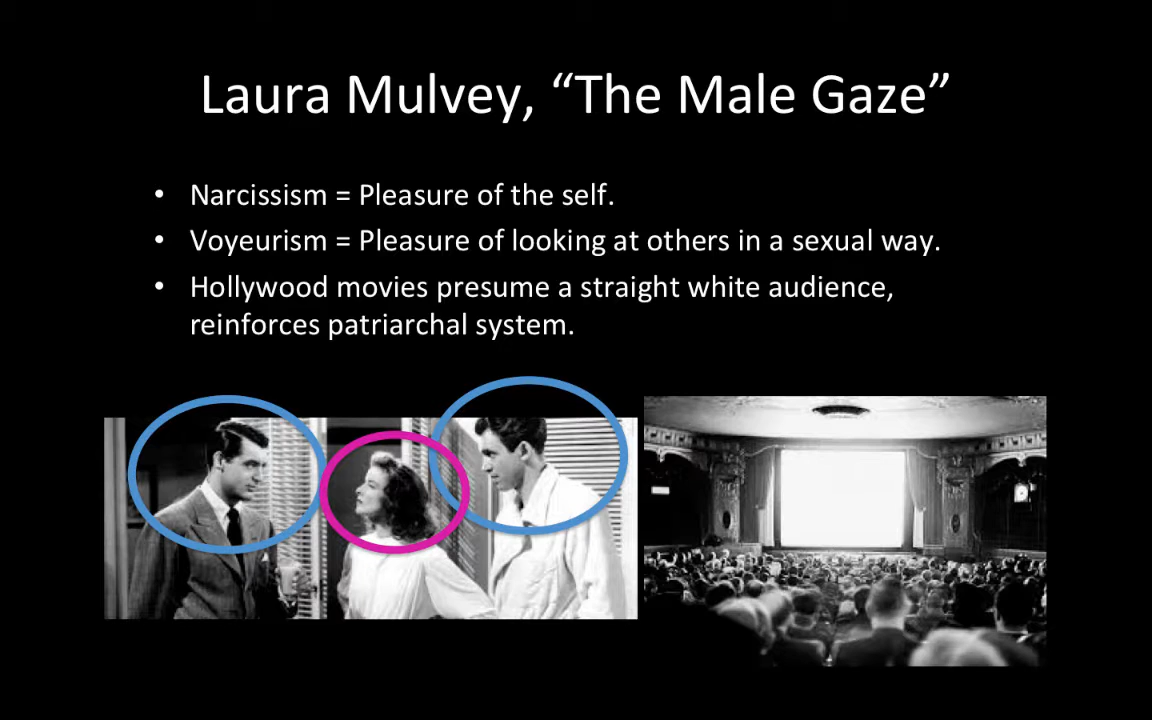 Laura Mulvey, “The Male Gaze”
• Narcissism = Pleasure of the self.
• Voyeurism = Pleasure of looking at others in a sexual way.
• Hollywood movies presume a straight white audience,
reinforces patriarchal system.